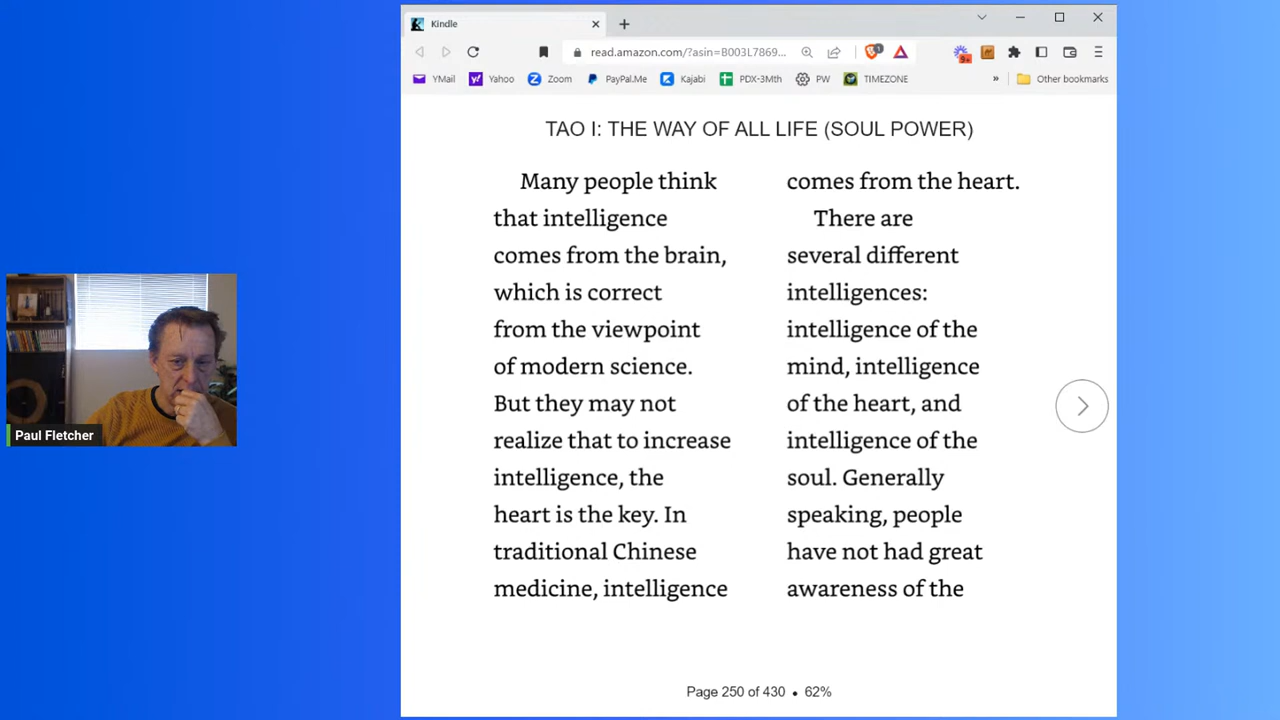 Kindle
read.amazon.com/?asin=B003L7869...
1
9+
YMail
Yahoo
Zoom
PayPal.Me
Kajabi
PDX-3Mth
PW
TIMEZONE
»
Other bookmarks
TAO I: THE WAY OF ALL LIFE (SOUL POWER)
Many people think
that intelligence
comes from the brain,
which is correct
from the viewpoint
of modern science.
But they may not
realize that to increase
intelligence, the
heart is the key. In
traditional Chinese
medicine, intelligence
comes from the heart.
There are
several different
intelligences:
intelligence of the
mind, intelligence
of the heart, and
intelligence of the
soul. Generally
speaking, people
have not had great
awareness of the
Page 250 of 430 • 62%
Paul Fletcher